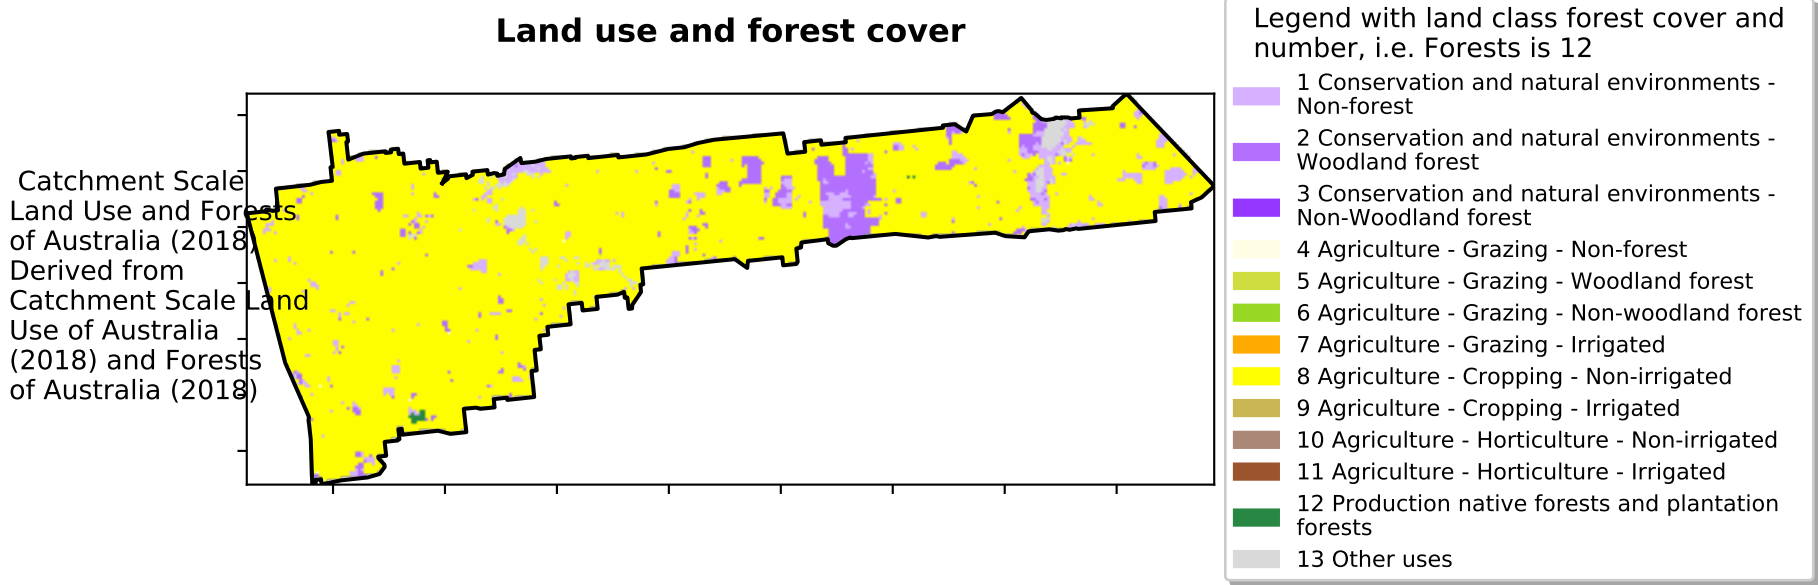 Land use and forest cover
Catchment Scale
Land Use and Forests
of Australia (2018)
Derived from
Catchment Scale Land
Use of Australia
(2018) and Forests
of Australia (2018)
Legend with land class forest cover and
number, i.e. Forests is 12
1 Conservation and natural environments -
Non-forest
2 Conservation and natural environments -
Woodland forest
3 Conservation and natural environments -
Non-Woodland forest
4 Agriculture - Grazing - Non-forest
5 Agriculture - Grazing - Woodland forest
6 Agriculture - Grazing - Non-woodland forest
7 Agriculture - Grazing - Irrigated
8 Agriculture - Cropping - Non-irrigated
9 Agriculture - Cropping - Irrigated
10 Agriculture - Horticulture - Non-irrigated
11 Agriculture - Horticulture - Irrigated
12 Production native forests and plantation
forests
13 Other uses